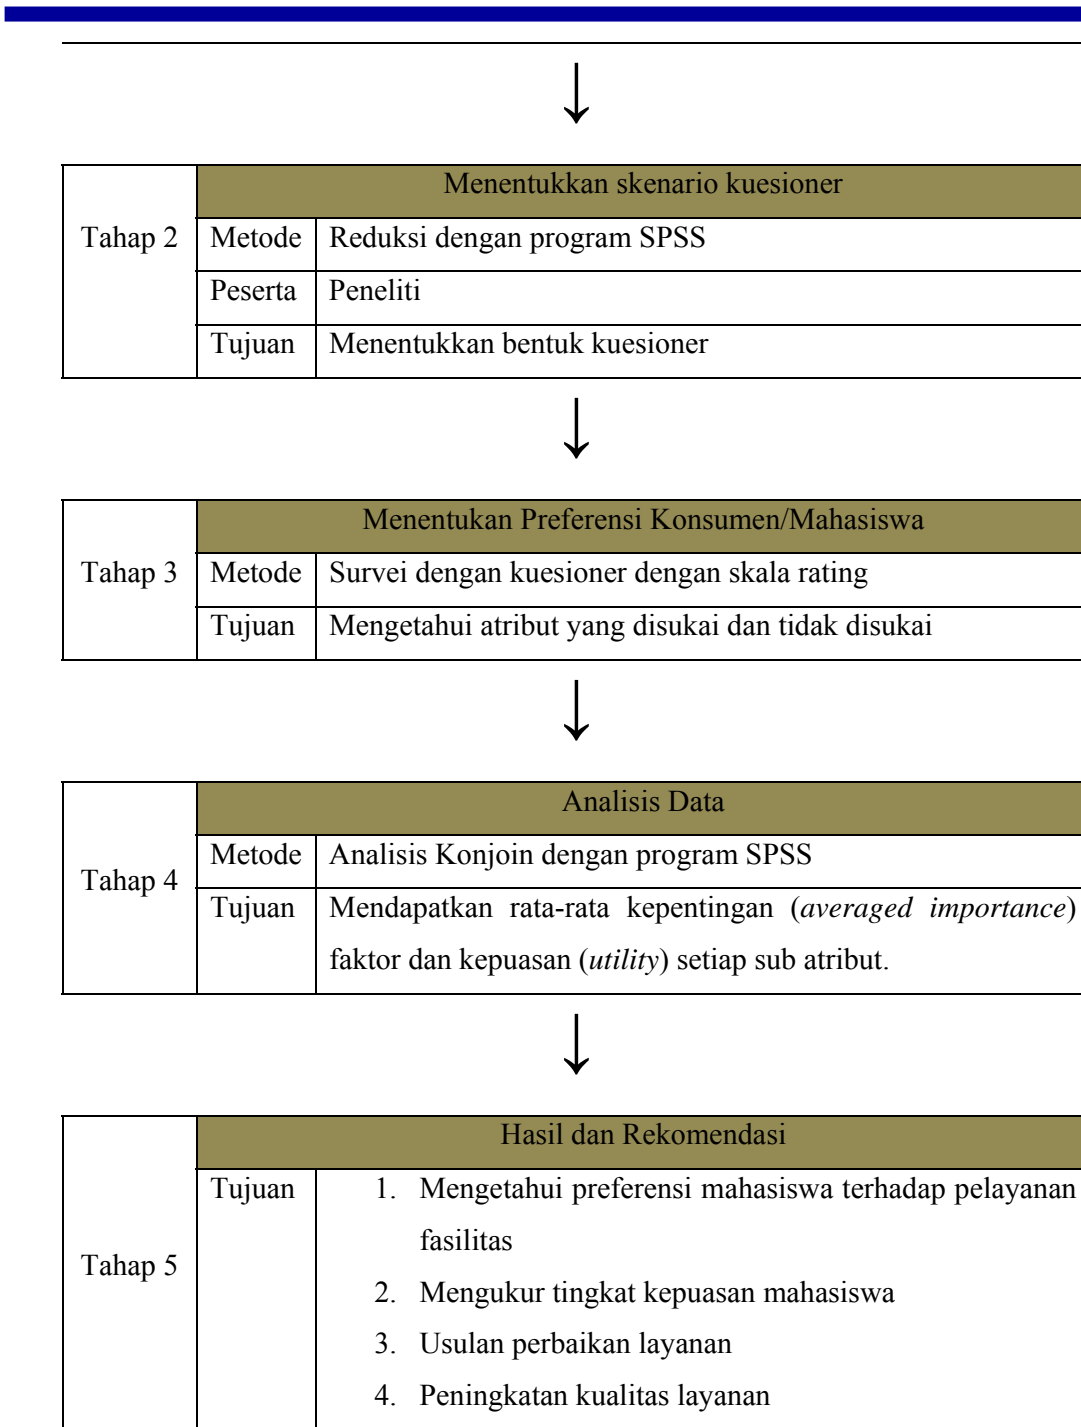 Menentukkan skenario kuesioner
Tahap 2
Metode
Reduksi dengan program SPSS
Peserta
Peneliti
Tujuan
Menentukkan bentuk kuesioner
Menentukan Preferensi Konsumen/Mahasiswa
Tahap 3
Metode
Survei dengan kuesioner dengan skala rating
Tujuan
Mengetahui atribut yang disukai dan tidak disukai
Analisis Data
Tahap 4
Metode
Analisis Konjoin dengan program SPSS
Tujuan
Mendapatkan rata-rata kepentingan (averaged importance)
faktor dan kepuasan (utility) setiap sub atribut.
Hasil dan Rekomendasi
Tahap 5
Tujuan
1. Mengetahui preferensi mahasiswa terhadap pelayanan
fasilitas
2. Mengukur tingkat kepuasan mahasiswa
3. Usulan perbaikan layanan
4. Peningkatan kualitas layanan